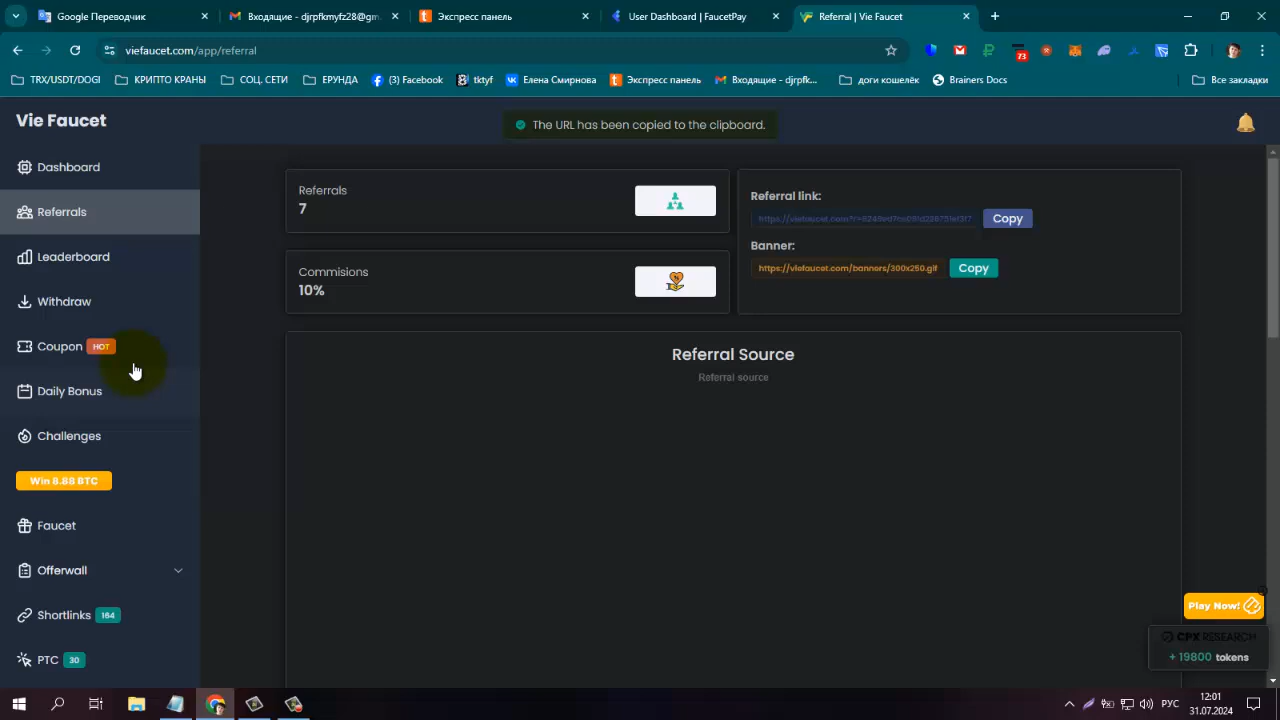 Google Переводчик
Входящие - djrpfkmyfz28@gm
Экспресс панель
User Dashboard | FaucetPay
Referral | Vie Faucet
viefaucet.com/app/referral
73
TRX/USDT/DOGI
КРИПТО КРАНЫ
СОЦ. СЕТИ
ЕРУНДА
(3) Facebook
tktyf
Елена Смирнова
Экспресс панель
Входящие - djrpfk...
доги кошелёк
Brainers Docs
Все закладки
Vie Faucet
The URL has been copied to the clipboard.
Dashboard
Referrals
Leaderboard
Withdraw
Coupon HOT
Daily Bonus
Challenges
Win 8.88 BTC
Faucet
Offerwall
Shortlinks 164
PTC 30
Referrals
7
Commisions
10%
Referral link:
Copy
Banner:
https://viefaucet.com/banners/300x250.gif
Copy
Referral Source
Referral source
Play Now!
CPX RESEARCH
+ 19800 tokens
РУС
12:01
31.07.2024